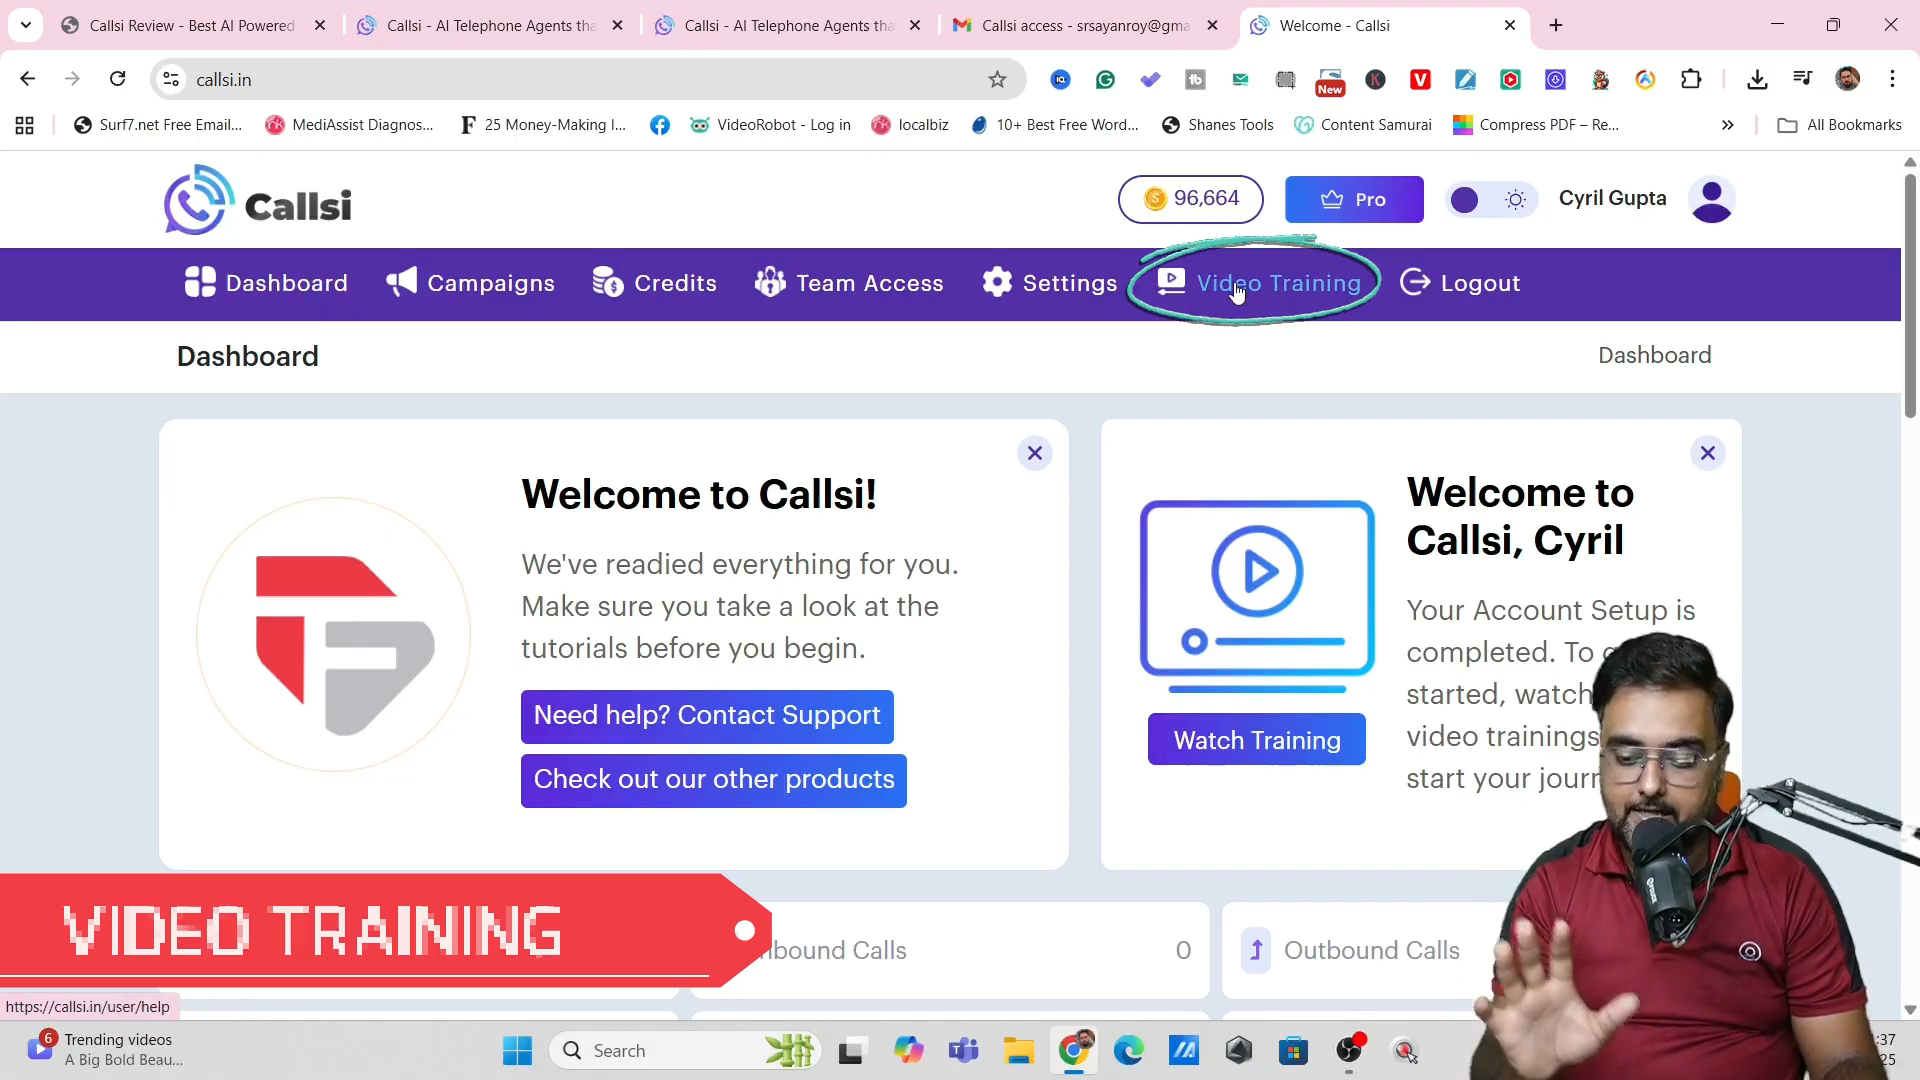 Callsi Review - Best AI Powered
Callsi - AI Telephone Agents tha
Callsi - AI Telephone Agents tha
Callsi access - srsayanroy@gma
Welcome - Callsi
callsi.in
New
Surf7.net Free Email...
MediAssist Diagnos...
25 Money-Making I...
VideoRobot - Log in
localbiz
10+ Best Free Word...
Shanes Tools
Content Samurai
Compress PDF – Re...
All Bookmarks
Callsi
96,664
Pro
Cyril Gupta
Dashboard
Campaigns
Credits
Team Access
Settings
Video Training
Logout
Dashboard
Dashboard
Welcome to Callsi!
We've readied everything for you.
Make sure you take a look at the
tutorials before you begin.
Need help? Contact Support
Check out our other products
Welcome to
Callsi, Cyril
Your Account Setup is
completed. To
started, watch
video trainings
start your
Watch Training
VIDEO TRAINING
Calls
0
Outbound Calls
https://callsi.in/user/help
6
Trending videos
A Big Bold Beau...
Search